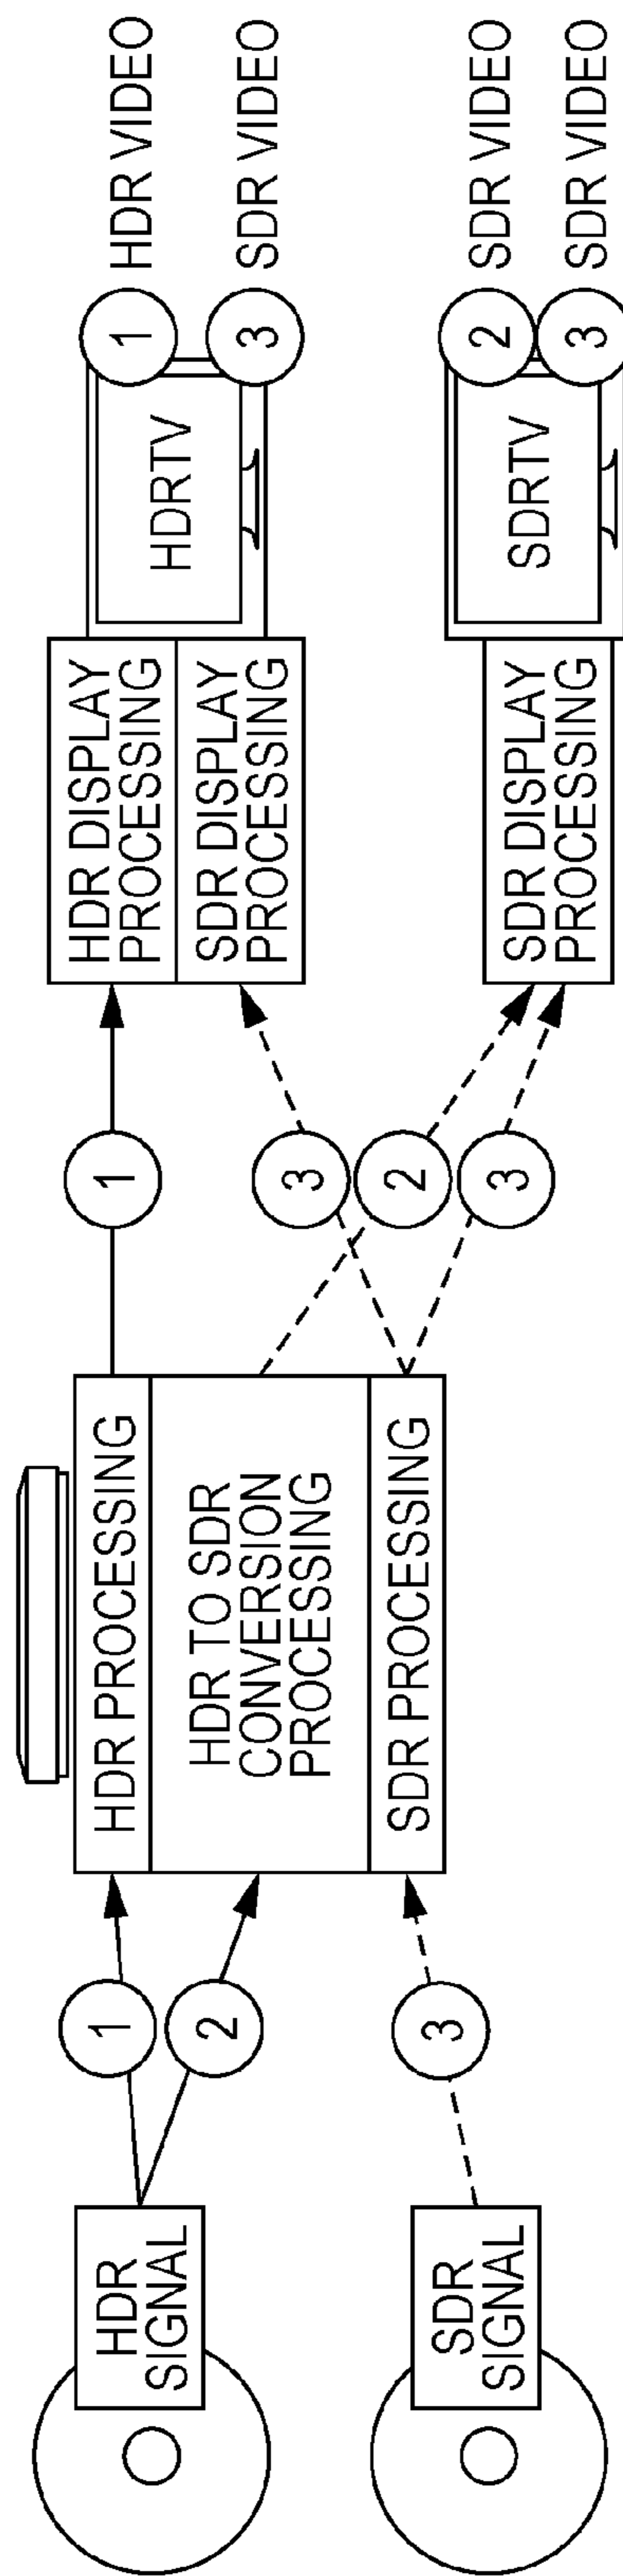 HDR
SIGNAL
1
2
HDR PROCESSING
HDR TO SDR
CONVERSION
PROCESSING
SDR PROCESSING
1
HDR DISPLAY
PROCESSING
SDR DISPLAY
PROCESSING
HDRTV
1
HDR VIDEO
3
SDR VIDEO
SDR
SIGNAL
3
3
2
3
SDR DISPLAY
PROCESSING
SDRTV
2
SDR VIDEO
3
SDR VIDEO